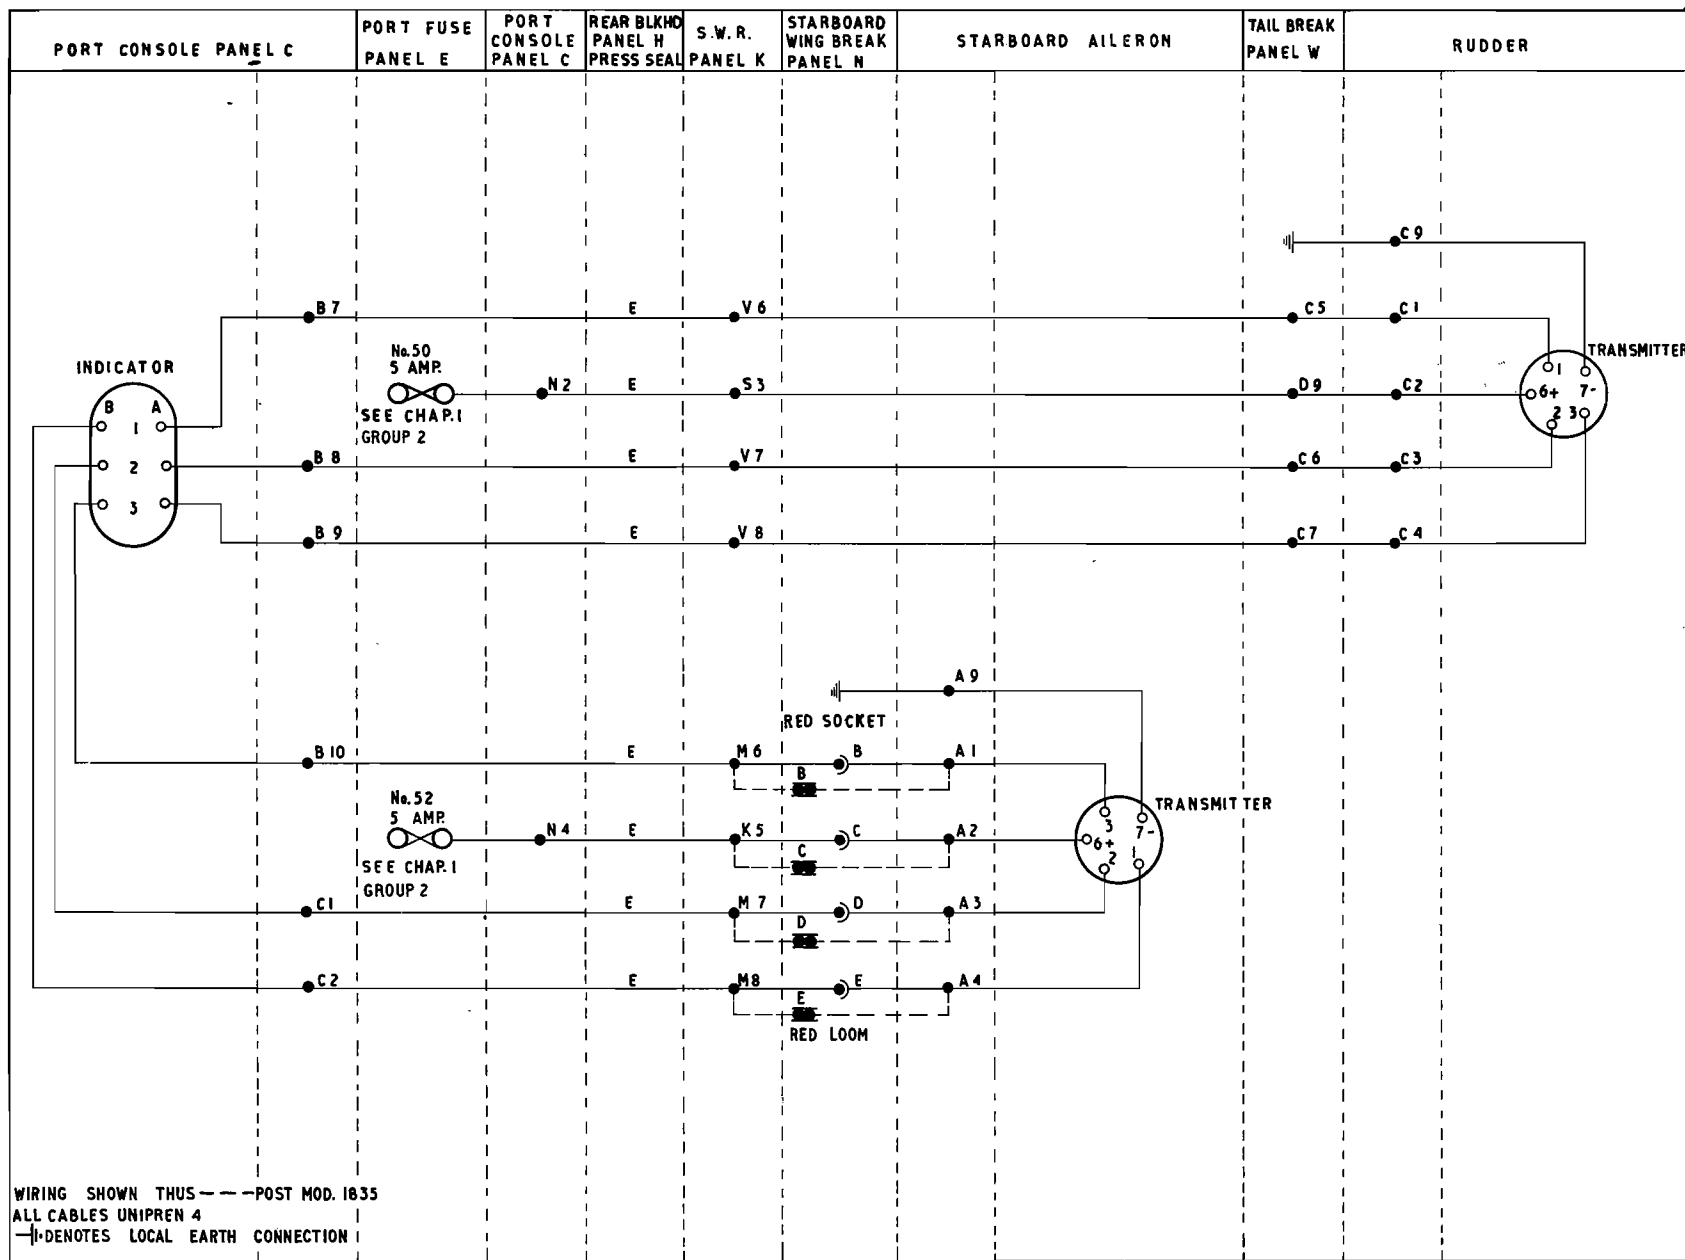 PORT CONSOLE PANEL C
PORT FUSE
PANEL E
PORT
CONSOLE
PANEL C
REAR BLKHD
PANEL H
PRESS SEAL
S.W.R.
PANEL K
STARBOARD
WING BREAK
PANEL N
STARBOARD AILERON
TAIL BREAK
PANEL W
RUDDER
C9
B7
E
V6
C5
C1
INDICATOR
No.50
5 AMP.
SEE CHAP.1
GROUP 2
N2
E
S3
D9
C2
TRANSMITTER
1
6+
7-
2
3
B
A
1
2
3
B8
E
V7
C6
C3
B9
E
V8
C7
C4
A9
RED SOCKET
B10
E
M6
B
A1
B
No.52
5 AMP.
SEE CHAP.1
GROUP 2
N4
E
K5
C
A2
C
TRANSMITTER
3
7-
6+
2
1
C1
E
M7
D
A3
D
C2
E
M8
E
A4
E
RED LOOM
WIRING SHOWN THUS ---- POST MOD. 1835
ALL CABLES UNIPREN 4
DENOTES LOCAL EARTH CONNECTION